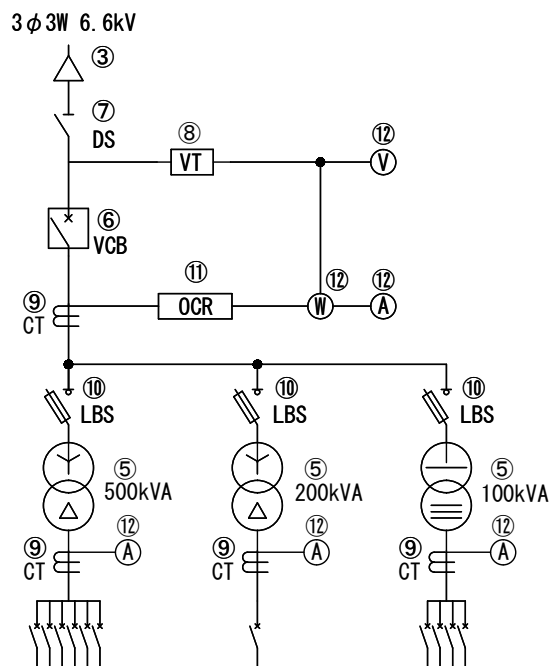 3φ3W 6.6kV
③
⑦
DS
⑧
VT
⑫
V
⑥
VCB
⑪
OCR
⑫
W
⑫
A
⑨
CT
⑩
LBS
⑩
LBS
⑩
LBS
⑤
500kVA
⑤
200kVA
⑤
100kVA
⑨
CT
⑫
A
⑨
CT
⑫
A
⑨
CT
⑫
A